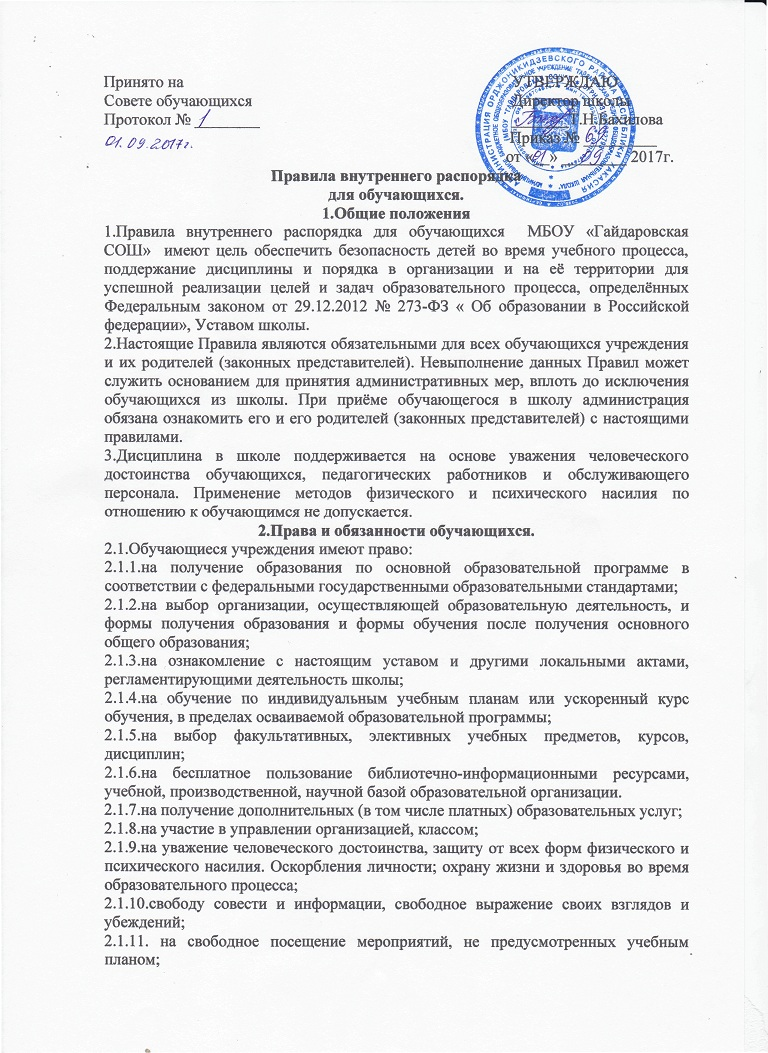 Принято на
Совете обучающихся
Протокол № 1
01.09.2017г.
УТВЕРЖДАЮ
Директор школы
Т.Н.Бахилова
Приказ №
от « 01 » 09 2017г.
Правила внутреннего распорядка
для обучающихся.
1.Общие положения
1.Правила внутреннего распорядка для обучающихся МБОУ «Гайдаровская
СОШ» имеют цель обеспечить безопасность детей во время учебного процесса,
поддержание дисциплины и порядка в организации и на её территории для
успешной реализации целей и задач образовательного процесса, определённых
Федеральным законом от 29.12.2012 № 273-ФЗ « Об образовании в Российской
федерации», Уставом школы.
2.Настоящие Правила являются обязательными для всех обучающихся учреждения
и их родителей (законных представителей). Невыполнение данных Правил может
служить основанием для принятия административных мер, вплоть до исключения
обучающихся из школы. При приёме обучающегося в школу администрация
обязана ознакомить его и его родителей (законных представителей) с настоящими
правилами.
3.Дисциплина в школе поддерживается на основе уважения человеческого
достоинства обучающихся, педагогических работников и обслуживающего
персонала. Применение методов физического и психического насилия по
отношению к обучающимся не допускается.
2.Права и обязанности обучающихся.
2.1.Обучающиеся учреждения имеют право:
2.1.1.на получение образования по основной образовательной программе в
соответствии с федеральными государственными образовательными стандартами;
2.1.2.на выбор организации, осуществляющей образовательную деятельность, и
формы получения образования и формы обучения после получения основного
общего образования;
2.1.3.на ознакомление с настоящим уставом и другими локальными актами,
регламентирующими деятельность школы;
2.1.4.на обучение по индивидуальным учебным планам или ускоренный курс
обучения, в пределах осваиваемой образовательной программы;
2.1.5.на выбор факультативных, элективных учебных предметов, курсов,
дисциплин;
2.1.6.на бесплатное пользование библиотечно-информационными ресурсами,
учебной, производственной, научной базой образовательной организации.
2.1.7.на получение дополнительных (в том числе платных) образовательных услуг;
2.1.8.на участие в управлении организацией, классом;
2.1.9.на уважение человеческого достоинства, защиту от всех форм физического и
психического насилия. Оскорбления личности; охрану жизни и здоровья во время
образовательного процесса;
2.1.10.свободу совести и информации, свободное выражение своих взглядов и
убеждений;
2.1.11. на свободное посещение мероприятий, не предусмотренных учебным
планом;